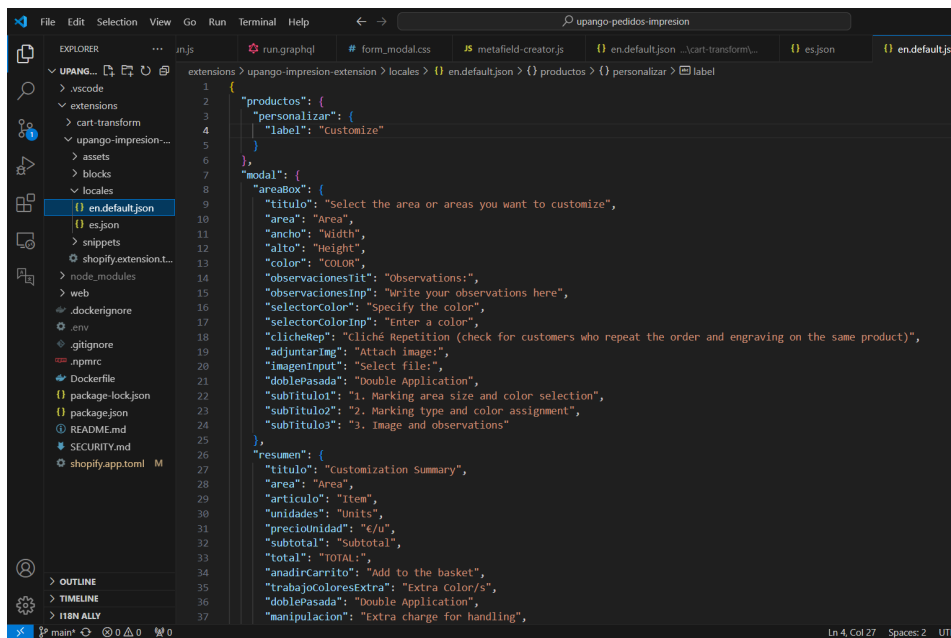 File Edit Selection View Go Run Terminal Help
upango-pedidos-impresion
EXPLORER
run.graphql
# form_modal.css
JS metafield-creator.js
{} en.default.json ...\cart-transform\...
{} es.json
{} en.default.js
UPANG...
extensions > upango-impresion-extension > locales > {} en.default.json > {} productos > {} personalizar > label
.vscode
extensions
cart-transform
upango-impresion-...
assets
blocks
locales
{} en.default.json
{} es.json
snippets
shopify.extension.t...
node_modules
web
.dockerignore
.env
.gitignore
.npmrc
Dockerfile
{} package-lock.json
{} package.json
README.md
SECURITY.md
shopify.app.toml M
OUTLINE
TIMELINE
I18N ALLY
1 {
2 "productos": {
3 "personalizar": {
4 "label": "Customize"
5 }
6 },
7 "modal": {
8 "areaBox": {
9 "titulo": "Select the area or areas you want to customize",
10 "area": "Area",
11 "ancho": "Width",
12 "alto": "Height",
13 "color": "COLOR",
14 "observacionesTit": "Observations:",
15 "observacionesInp": "Write your observations here",
16 "selectorColor": "Specify the color",
17 "selectorColorInp": "Enter a color",
18 "clicheRep": "Cliché Repetition (check for customers who repeat the order and engraving on the same product)",
19 "adjuntarImg": "Attach image:",
20 "imagenInput": "Select file:",
21 "doblePasada": "Double Application",
22 "subTitulo1": "1. Marking area size and color selection",
23 "subTitulo2": "2. Marking type and color assignment",
24 "subTitulo3": "3. Image and observations"
25 },
26 "resumen": {
27 "titulo": "Customization Summary",
28 "area": "Area",
29 "articulo": "Item",
30 "unidades": "Units",
31 "precioUnidad": "€/u",
32 "subtotal": "Subtotal",
33 "total": "TOTAL:",
34 "anadirCarrito": "Add to the basket",
35 "trabajoColoresExtra": "Extra Color/s",
36 "doblePasada": "Double Application",
37 "manipulacion": "Extra charge for handling",
main* 0 0 0 Ln 4, Col 27 Spaces: 2